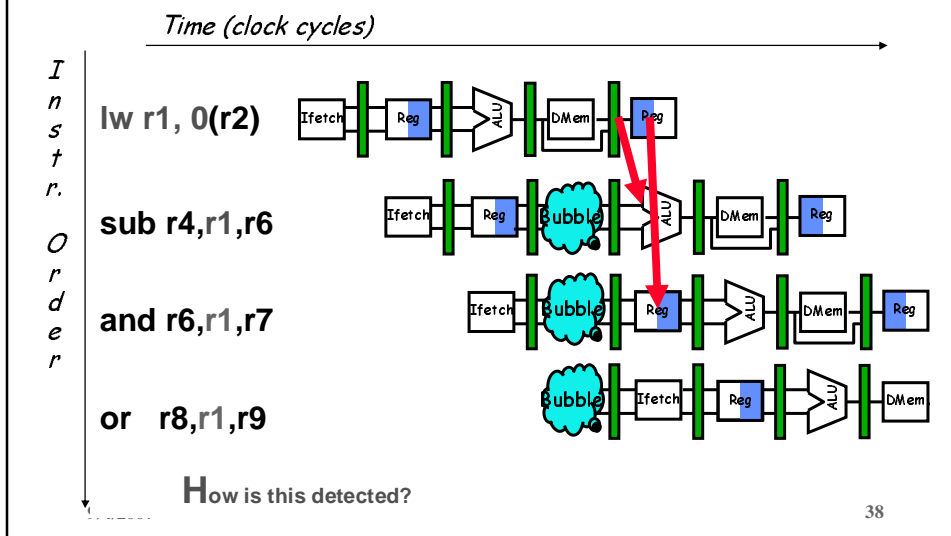 Time (clock cycles)
Instr. Order
lw r1, 0(r2)
Ifetch Reg ALU DMem Reg
sub r4,r1,r6
Ifetch Reg Bubble ALU DMem Reg
and r6,r1,r7
Ifetch Bubble Reg ALU DMem Reg
or r8,r1,r9
Bubble Ifetch Reg ALU DMem
How is this detected?
38